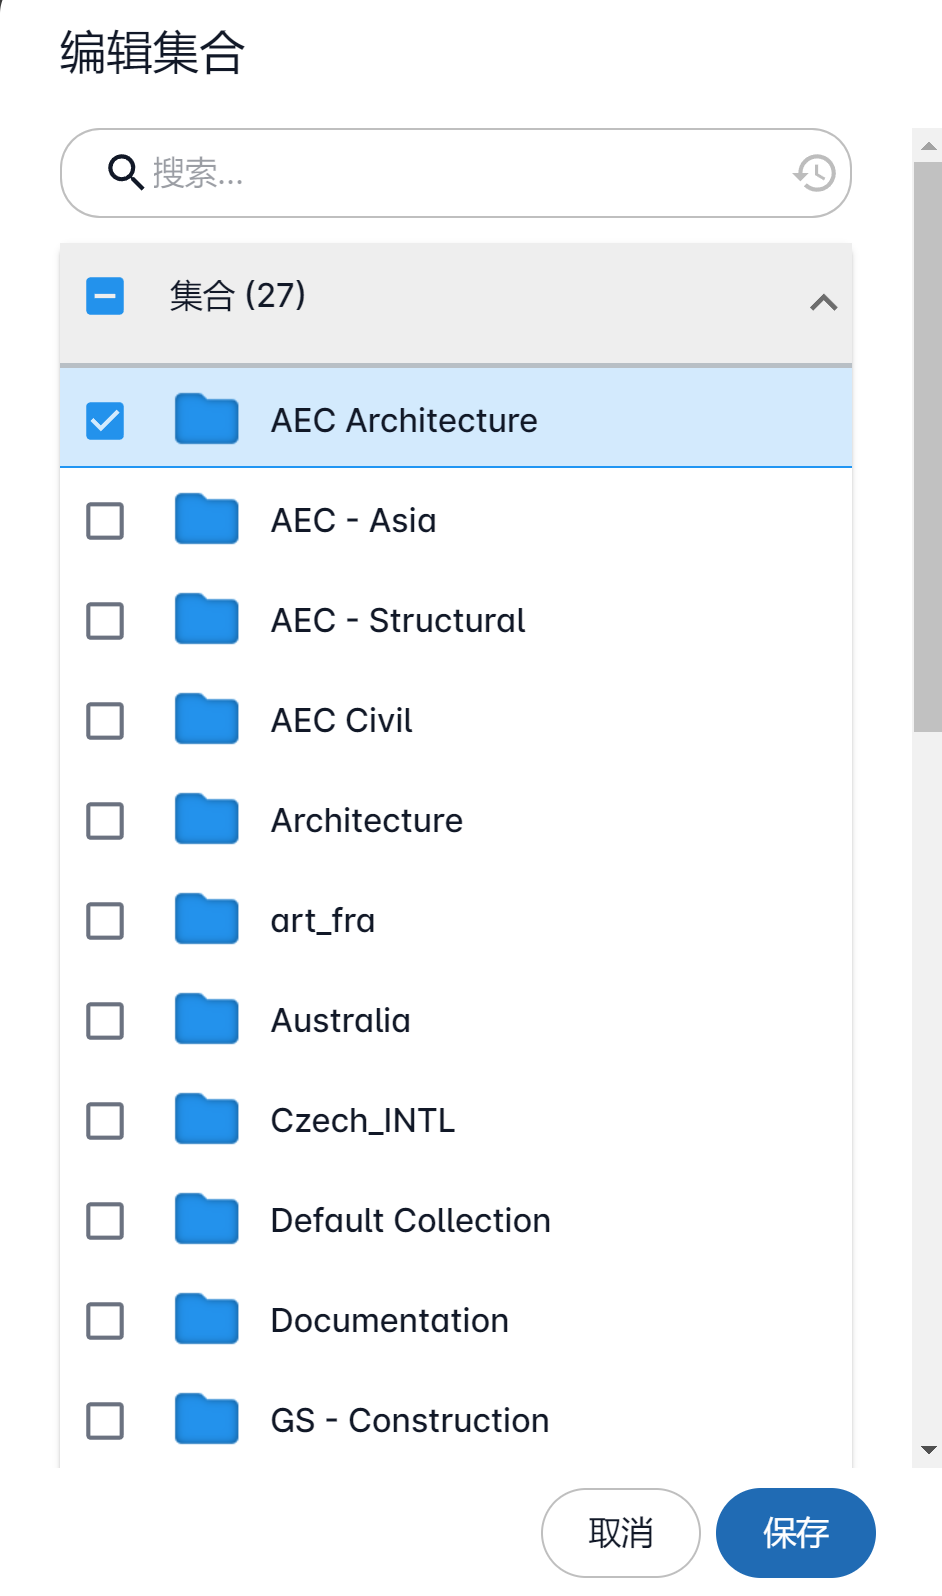 编辑集合
搜索...
集合 (27)
AEC Architecture
AEC - Asia
AEC - Structural
AEC Civil
Architecture
art_fra
Australia
Czech_INTL
Default Collection
Documentation
GS - Construction
取消 保存